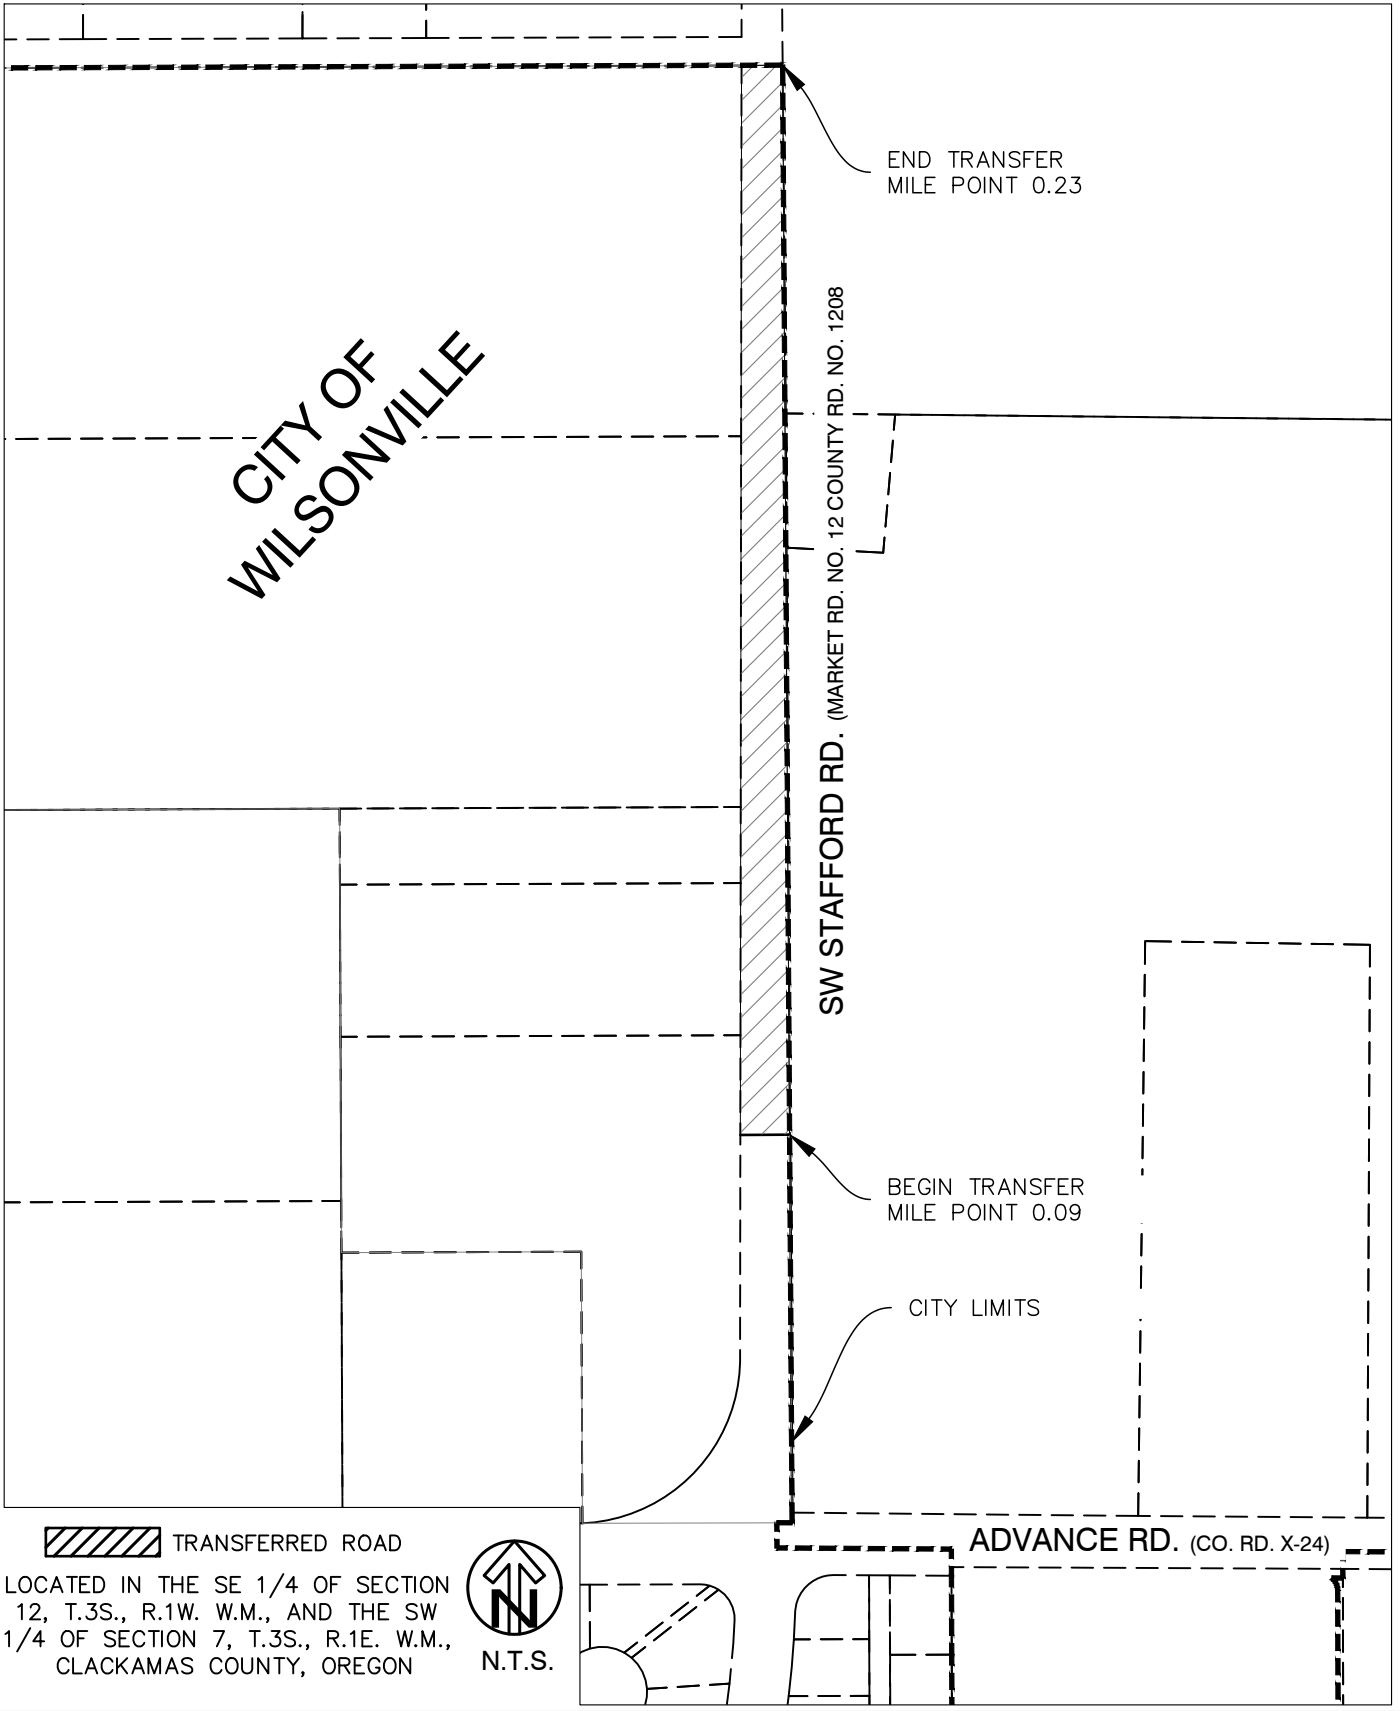 END TRANSFER
MILE POINT 0.23
CITY OF
WILSONVILLE
SW STAFFORD RD. (MARKET RD. NO. 12 COUNTY RD. NO. 1208
BEGIN TRANSFER
MILE POINT 0.09
CITY LIMITS
ADVANCE RD. (CO. RD. X-24)
TRANSFERRED ROAD
LOCATED IN THE SE 1/4 OF SECTION
12, T.3S., R.1W. W.M., AND THE SW
1/4 OF SECTION 7, T.3S., R.1E. W.M.,
CLACKAMAS COUNTY, OREGON
N
N.T.S.